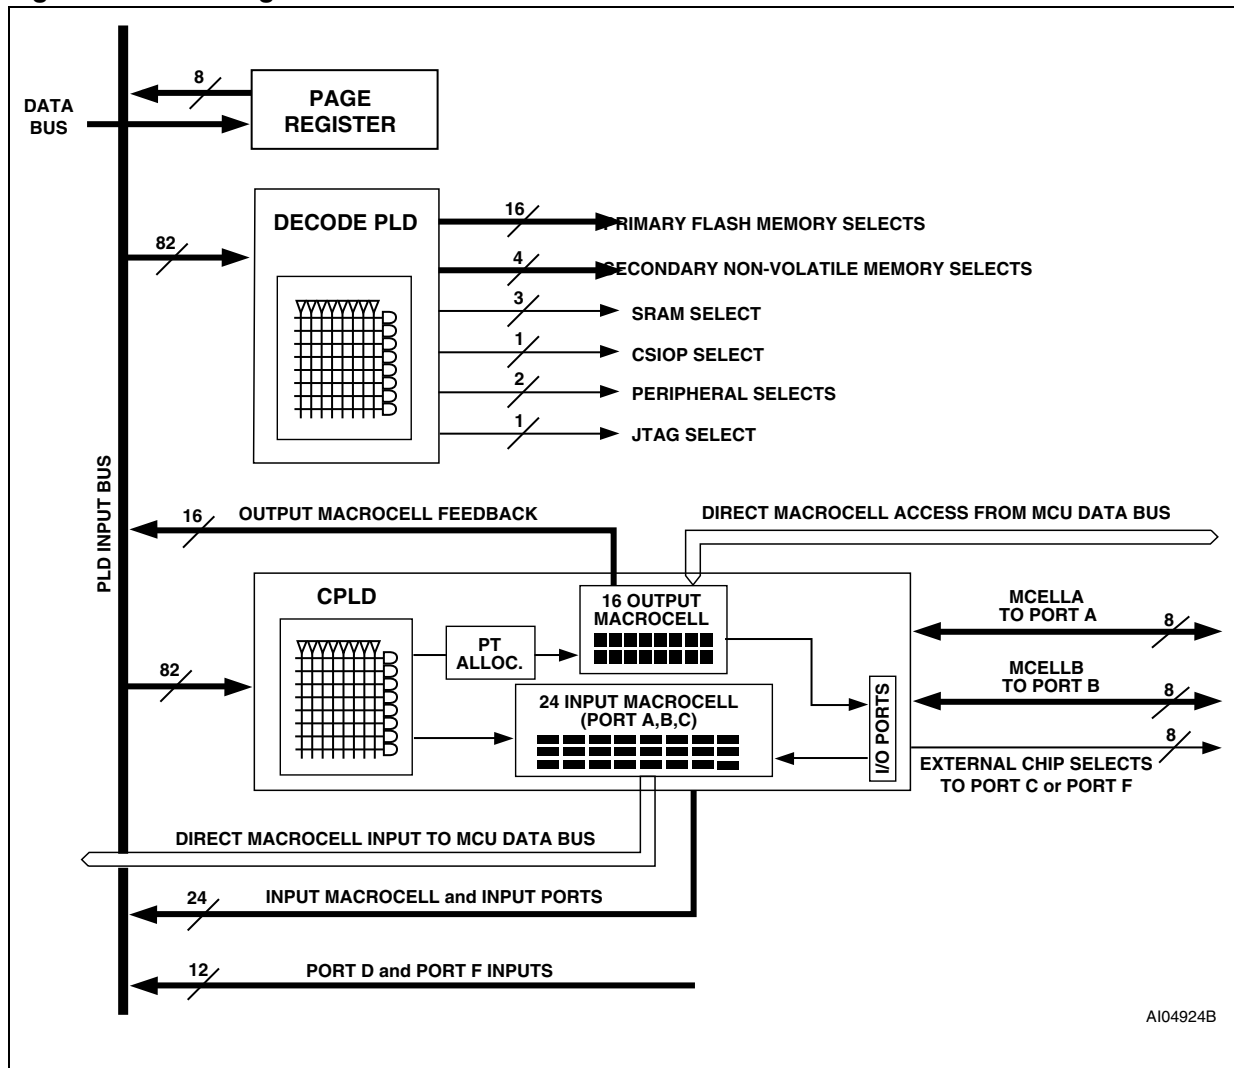 8
PAGE
REGISTER
DATA
BUS
DECODE PLD
82
16
PRIMARY FLASH MEMORY SELECTS
4
SECONDARY NON-VOLATILE MEMORY SELECTS
3
SRAM SELECT
1
CSIOP SELECT
2
PERIPHERAL SELECTS
1
JTAG SELECT
PLD INPUT BUS
16
OUTPUT MACROCELL FEEDBACK
DIRECT MACROCELL ACCESS FROM MCU DATA BUS
CPLD
16 OUTPUT
MACROCELL
PT
ALLOC.
82
24 INPUT MACROCELL
(PORT A,B,C)
I/O PORTS
MCELLA
TO PORT A
8
MCELLB
TO PORT B
8
8
EXTERNAL CHIP SELECTS
TO PORT C or PORT F
DIRECT MACROCELL INPUT TO MCU DATA BUS
24
INPUT MACROCELL and INPUT PORTS
12
PORT D and PORT F INPUTS
AI04924B